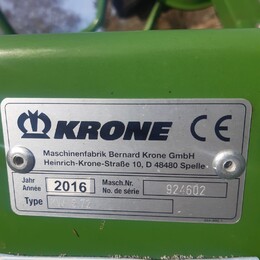 KRONE CE
Maschinenfabrik Bernard Krone GmbH
Heinrich-Krone-Straße 10, D 48480 Spelle
Jahr 2016 Masch.Nr. 924602
Année No. de série
Type